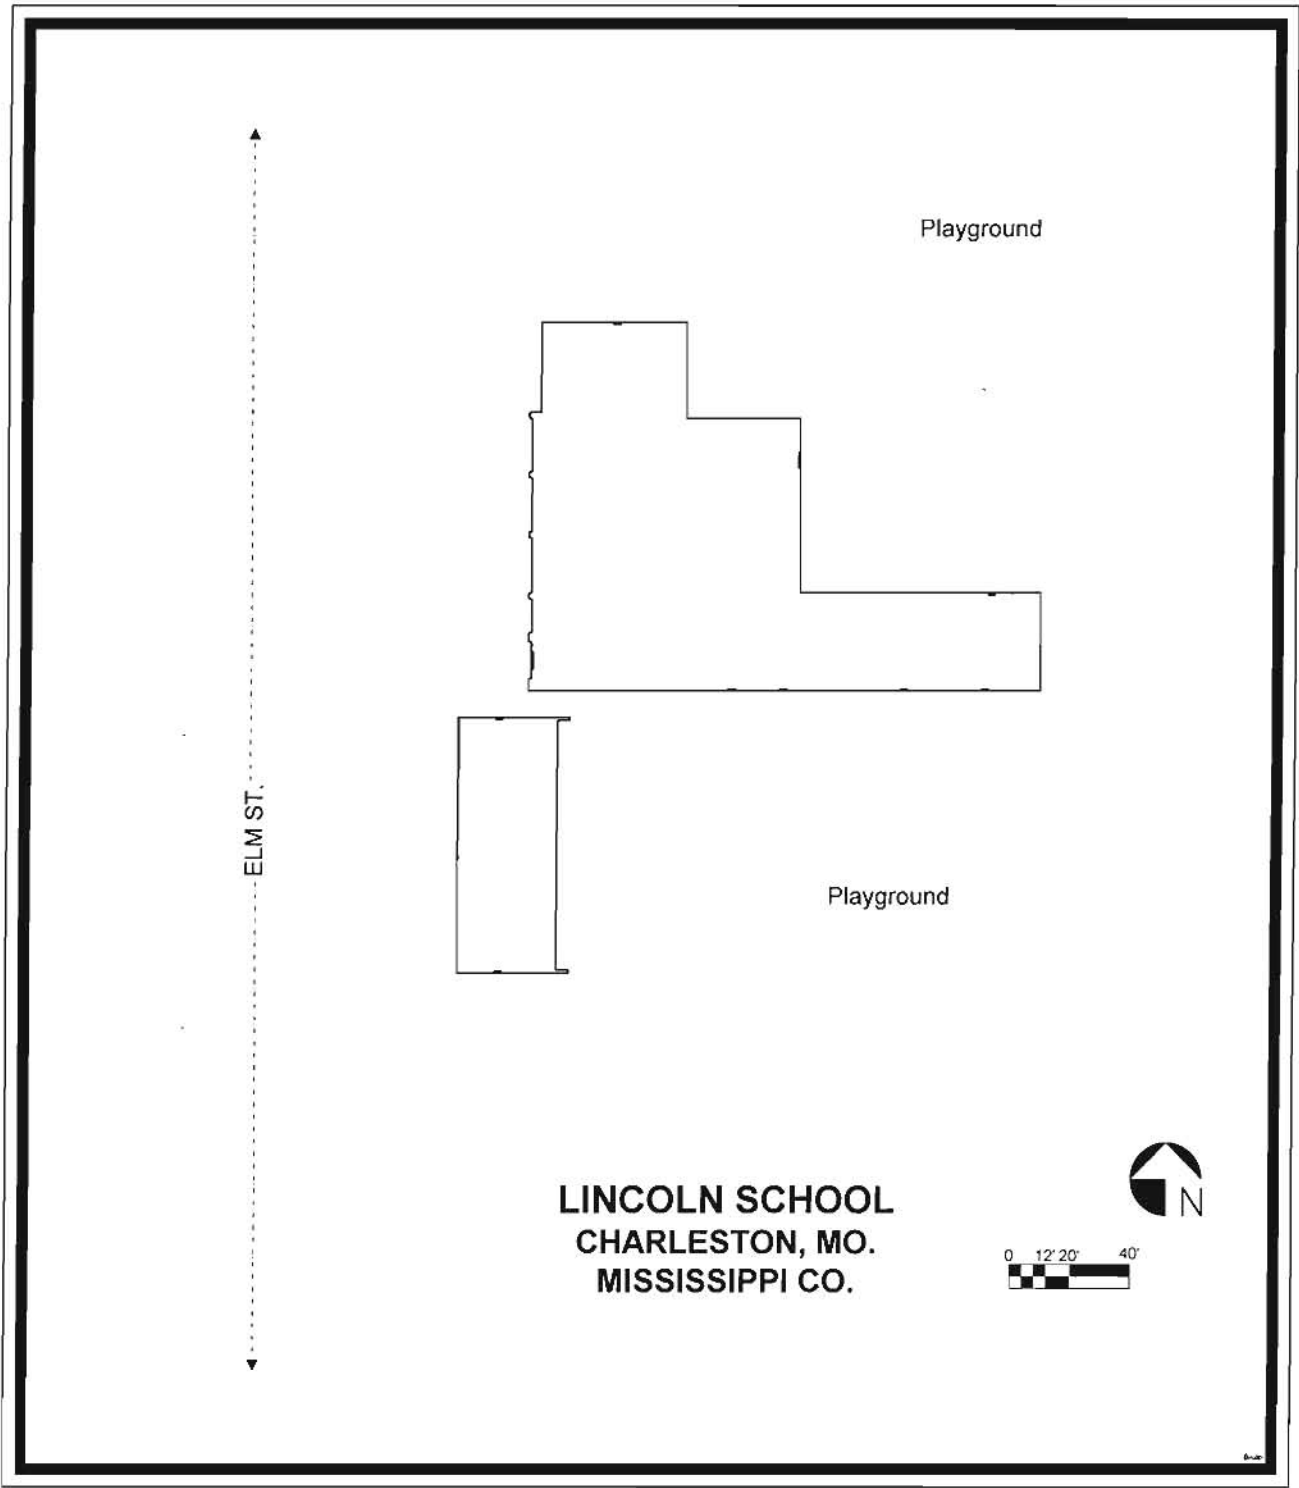 Playground
ELM ST.
Playground
LINCOLN SCHOOL
CHARLESTON, MO.
MISSISSIPPI CO.
N
0 12' 20' 40'